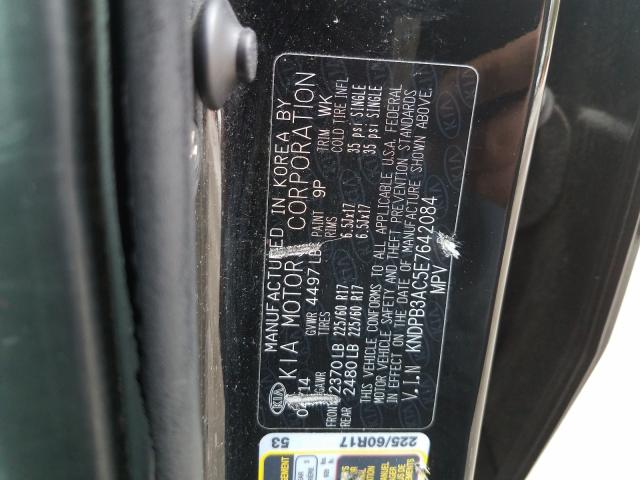 MANUFACTURED IN KOREA BY
KIA KIA MOTORS CORPORATION
14 GVWR 4497 LB PAINT 9P TRIM WK
GAWR TIRES RIMS COLD TIRE INFL.
FRONT 2370 LB 225/60 R17 6.5Jx17 35 psi SINGLE
REAR 2480 LB 225/60 R17 6.5Jx17 35 psi SINGLE
THIS VEHICLE CONFORMS TO ALL APPLICABLE U.S.A. FEDERAL
MOTOR VEHICLE SAFETY AND THEFT PREVENTION STANDARDS
IN EFFECT ON THE DATE OF MANUFACTURE SHOWN ABOVE.
V.I.N KNDPB3AC5E7642084
MPV
225/60R17
53